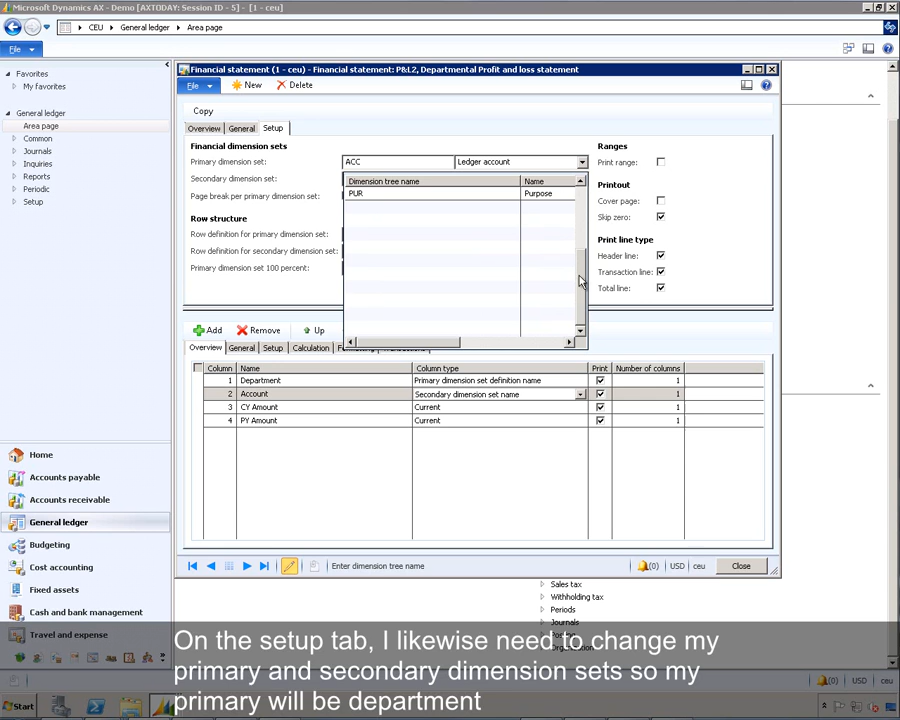 Microsoft Dynamics AX - Demo [AXTODAY: Session ID - 5] - [1 - ceu]
CEU
General ledger
Area page
File
Favorites
My favorites
General ledger
Area page
Common
Journals
Inquiries
Reports
Periodic
Setup
Home
Accounts payable
Accounts receivable
General ledger
Budgeting
Cost accounting
Fixed assets
Cash and bank management
Travel and expense
Financial statement (1 - ceu) - Financial statement: P&L2, Departmental Profit and loss statement
File New Delete
Copy
Overview General Setup
Financial dimension sets
Primary dimension set: ACC Ledger account
Secondary dimension set:
Page break per primary dimension set:
Row structure
Row definition for primary dimension set:
Row definition for secondary dimension set:
Primary dimension set 100 percent:
Dimension tree name Name
PUR Purpose
Ranges
Print range:
Printout
Cover page:
Skip zero:
Print line type
Header line:
Transaction line:
Total line:
Add Remove Up
Overview General Setup Calculation
Column Name Column type Print Number of columns
1 Department Primary dimension set definition name 1
2 Account Secondary dimension set name 1
3 CY Amount Current 1
4 PY Amount Current 1
Enter dimension tree name
(0) USD ceu
Close
Sales tax
Withholding tax
Periods
Journals
On the setup tab, I likewise need to change my
primary and secondary dimension sets so my
primary will be department
(0) USD ceu
Start